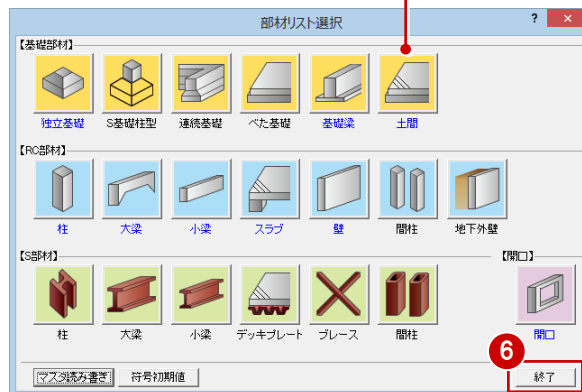 部材リスト選択
? ×
【基礎部材】
独立基礎 S基礎柱型 連続基礎 べた基礎 基礎梁 土間
【RC部材】
柱 大梁 小梁 スラブ 壁 間柱 地下外壁
【S部材】 【開口】
柱 大梁 小梁 デッキプレート ブレース 間柱 開口
6
マスタ読み書き 符号初期値 終了